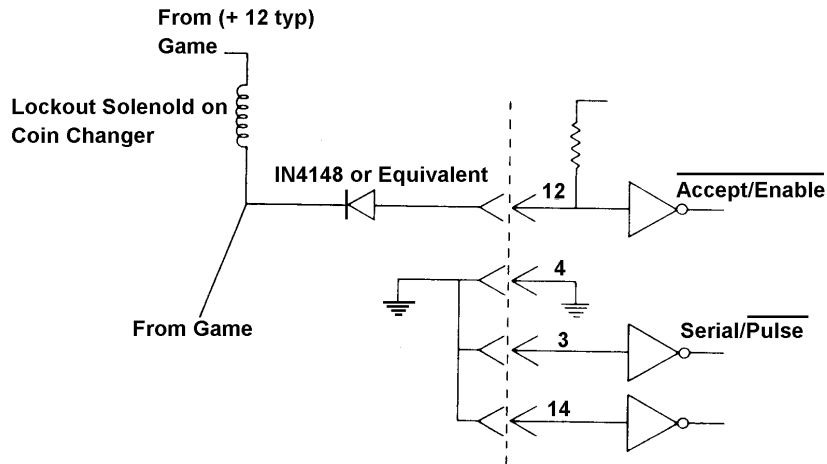 From (+ 12 typ)
Game
Lockout Solenold on
Coin Changer
IN4148 or Equivalent
12
Accept/Enable
4
From Game
3
Serial/Pulse
14